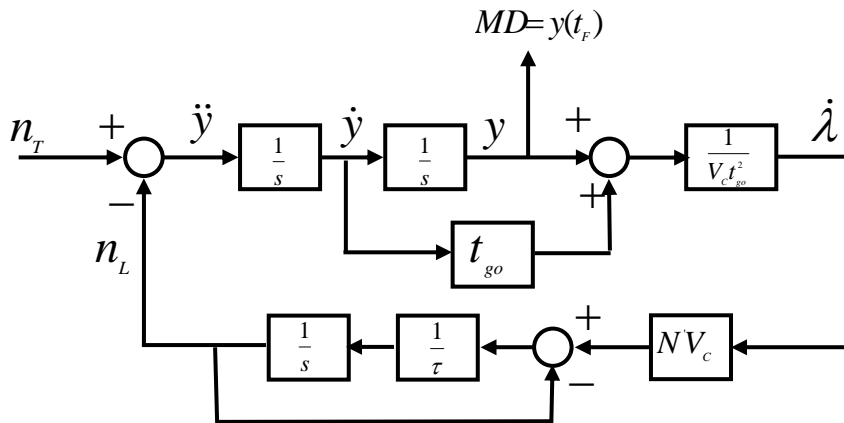 MD=y(t_F)
n_T + ÿ 1/s ẏ 1/s y + 1/(V_C t_go^2) λ̇
− +
n_L t_go
1/s 1/τ + N'V_C
−